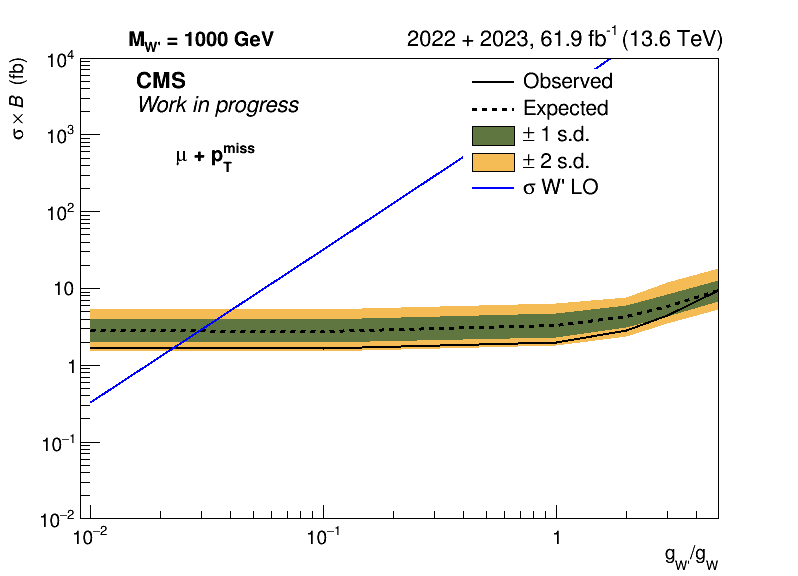 M_W' = 1000 GeV
2022 + 2023, 61.9 fb⁻¹ (13.6 TeV)
σ × B (fb)
10⁴
10³
10²
10
1
10⁻¹
10⁻²
CMS
Work in progress
μ + p_T^miss
Observed
Expected
± 1 s.d.
± 2 s.d.
σ W' LO
10⁻²
10⁻¹
1
g_W'/g_W